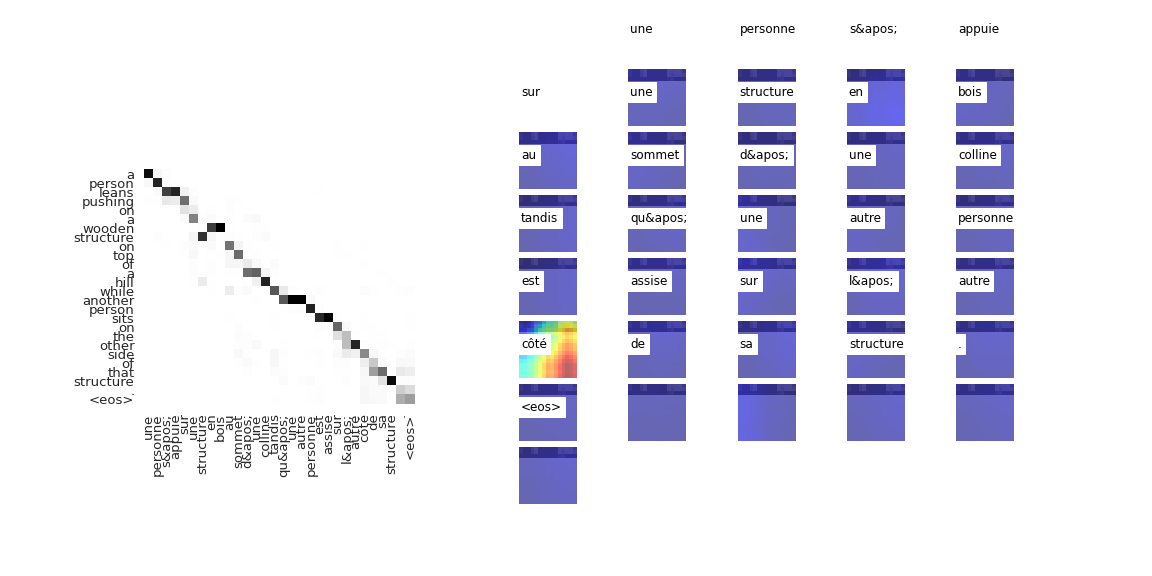 a
person
leans
pushing
on
a
wooden
structure
on
top
of
a
hill
while
another
person
sits
on
the
other
side
of
that
structure
.
<eos>
une
personne
s&apos;
appuie
sur
une
structure
en
bois
au
sommet
d&apos;
une
colline
tandis
qu&apos;
une
autre
personne
est
assise
sur
l&apos;
autre
côté
de
sa
structure
.
<eos>
une personne s&apos; appuie
sur une structure en bois
au sommet d&apos; une colline
tandis qu&apos; une autre personne
est assise sur l&apos; autre
côté de sa structure .
<eos>